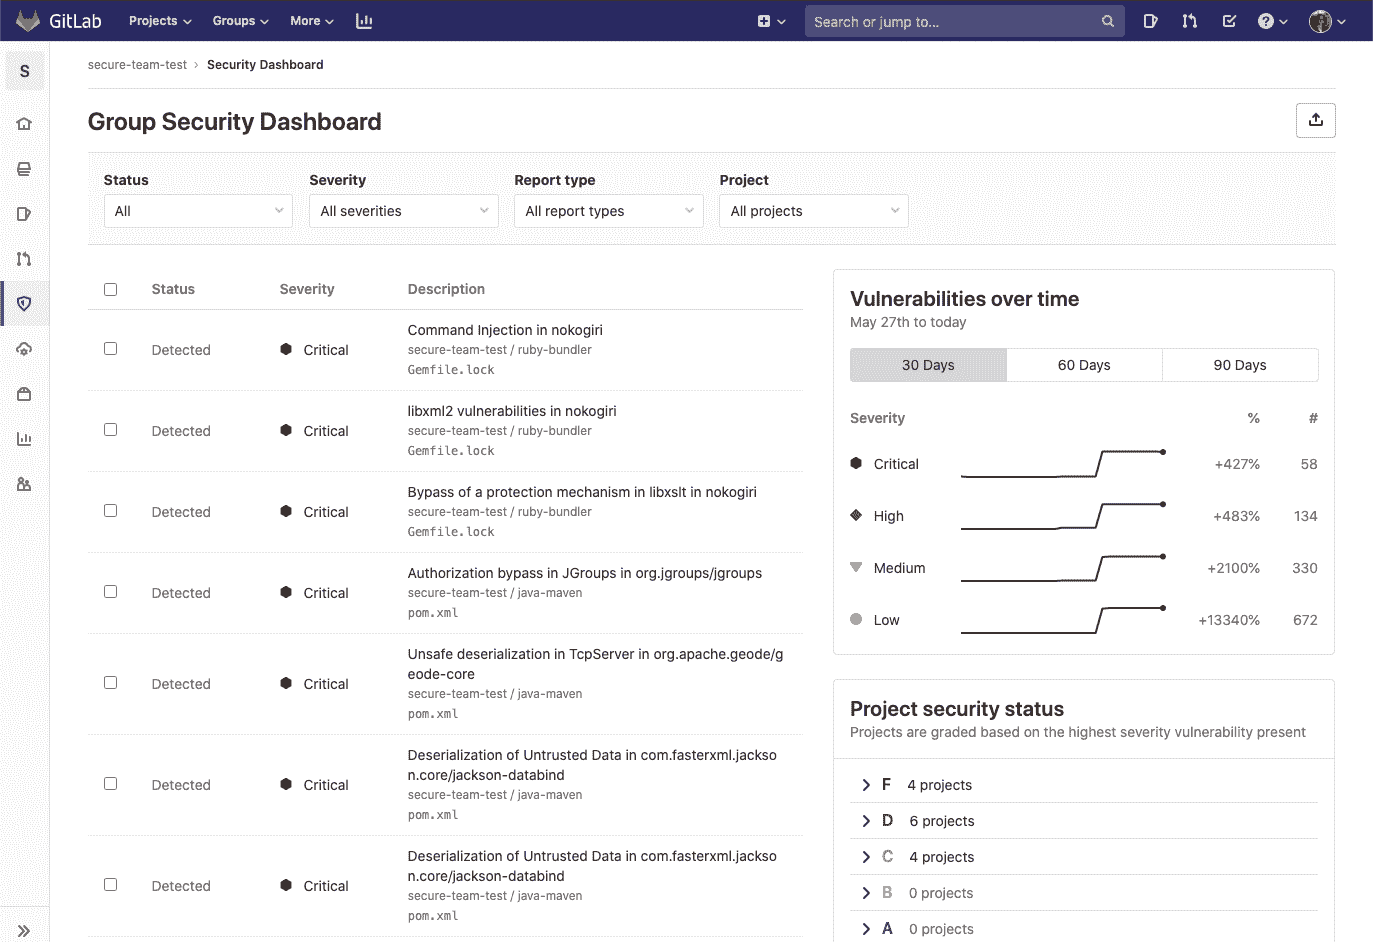 GitLab Projects Groups More Search or jump to...
S
secure-team-test › Security Dashboard
Group Security Dashboard
Status Severity Report type Project
All All severities All report types All projects
Status Severity Description
Detected Critical Command Injection in nokogiri
secure-team-test / ruby-bundler
Gemfile.lock
Detected Critical libxml2 vulnerabilities in nokogiri
secure-team-test / ruby-bundler
Gemfile.lock
Detected Critical Bypass of a protection mechanism in libxslt in nokogiri
secure-team-test / ruby-bundler
Gemfile.lock
Detected Critical Authorization bypass in JGroups in org.jgroups/jgroups
secure-team-test / java-maven
pom.xml
Detected Critical Unsafe deserialization in TcpServer in org.apache.geode/g
eode-core
secure-team-test / java-maven
pom.xml
Detected Critical Deserialization of Untrusted Data in com.fasterxml.jackso
n.core/jackson-databind
secure-team-test / java-maven
pom.xml
Detected Critical Deserialization of Untrusted Data in com.fasterxml.jackso
n.core/jackson-databind
secure-team-test / java-maven
pom.xml
Vulnerabilities over time
May 27th to today
30 Days 60 Days 90 Days
Severity % #
Critical +427% 58
High +483% 134
Medium +2100% 330
Low +13340% 672
Project security status
Projects are graded based on the highest severity vulnerability present
F 4 projects
D 6 projects
C 4 projects
B 0 projects
A 0 projects